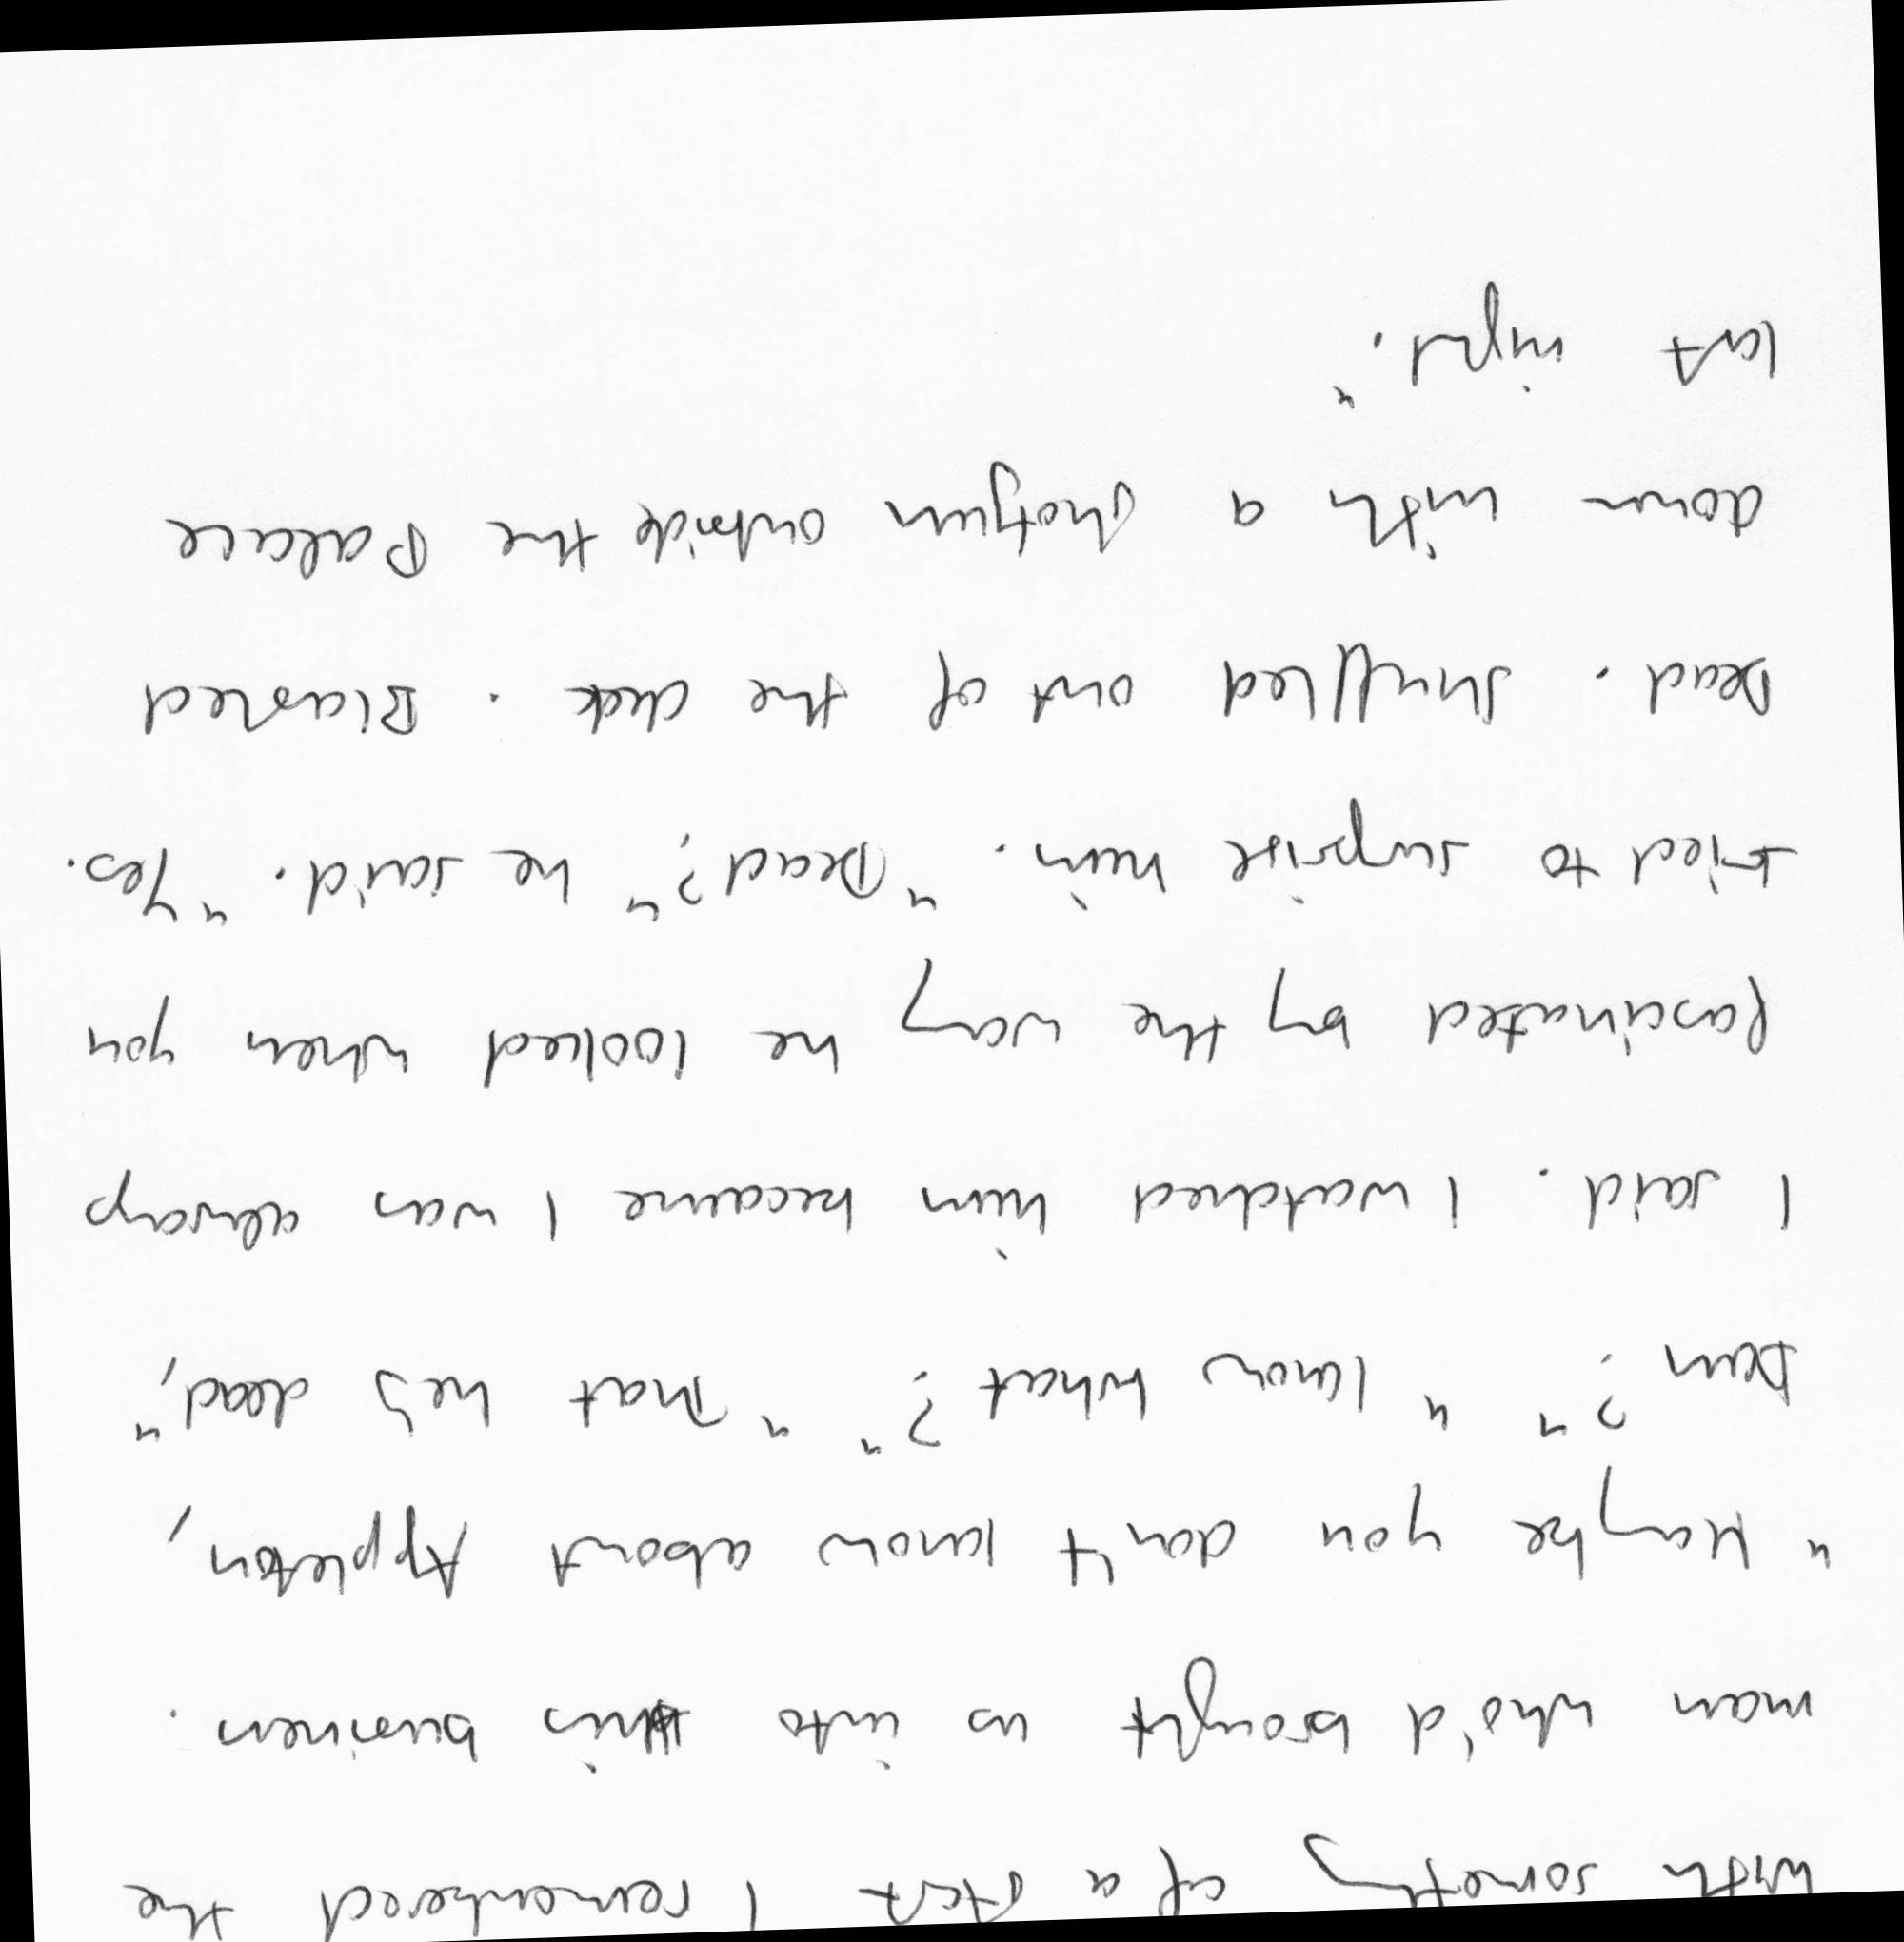 with something of a start I remembered the
man who'd brought us into this business.
"Maybe you don't know about Appleton,
Dan?" "Know what?" "That he's dead,"
I said. I watched him because I was always
fascinated by the way he looked when you
tried to surprise him. "Dead?" he said. "Yes.
Dead. Shuffled out of the deck. Blasted
down with a shotgun outside the Palace
last night."